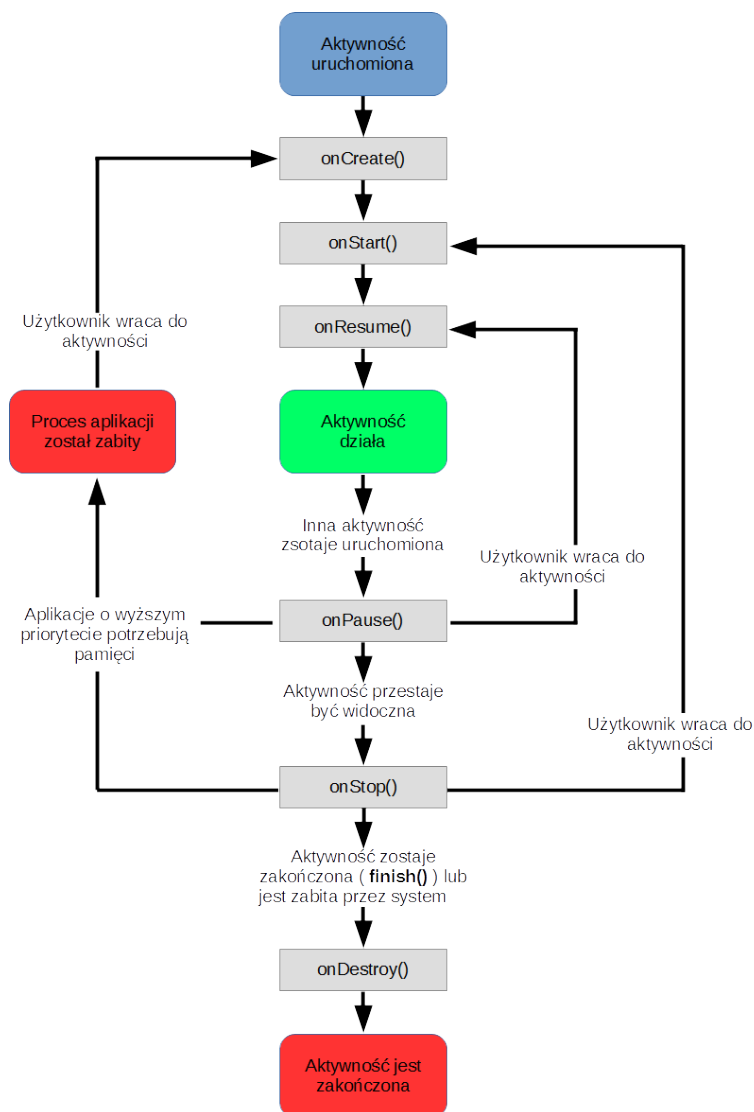 Aktywność
uruchomiona
onCreate()
onStart()
onResume()
Użytkownik wraca do
aktywności
Proces aplikacji
został zabity
Aktywność
działa
Inna aktywność
zsotaje uruchomiona
Użytkownik wraca do
aktywności
Aplikacje o wyższym
priorytecie potrzebują
pamięci
onPause()
Aktywność przestaje
być widoczna
Użytkownik wraca do
aktywności
onStop()
Aktywność zostaje
zakończona ( finish() ) lub
jest zabita przez system
onDestroy()
Aktywność jest
zakończona